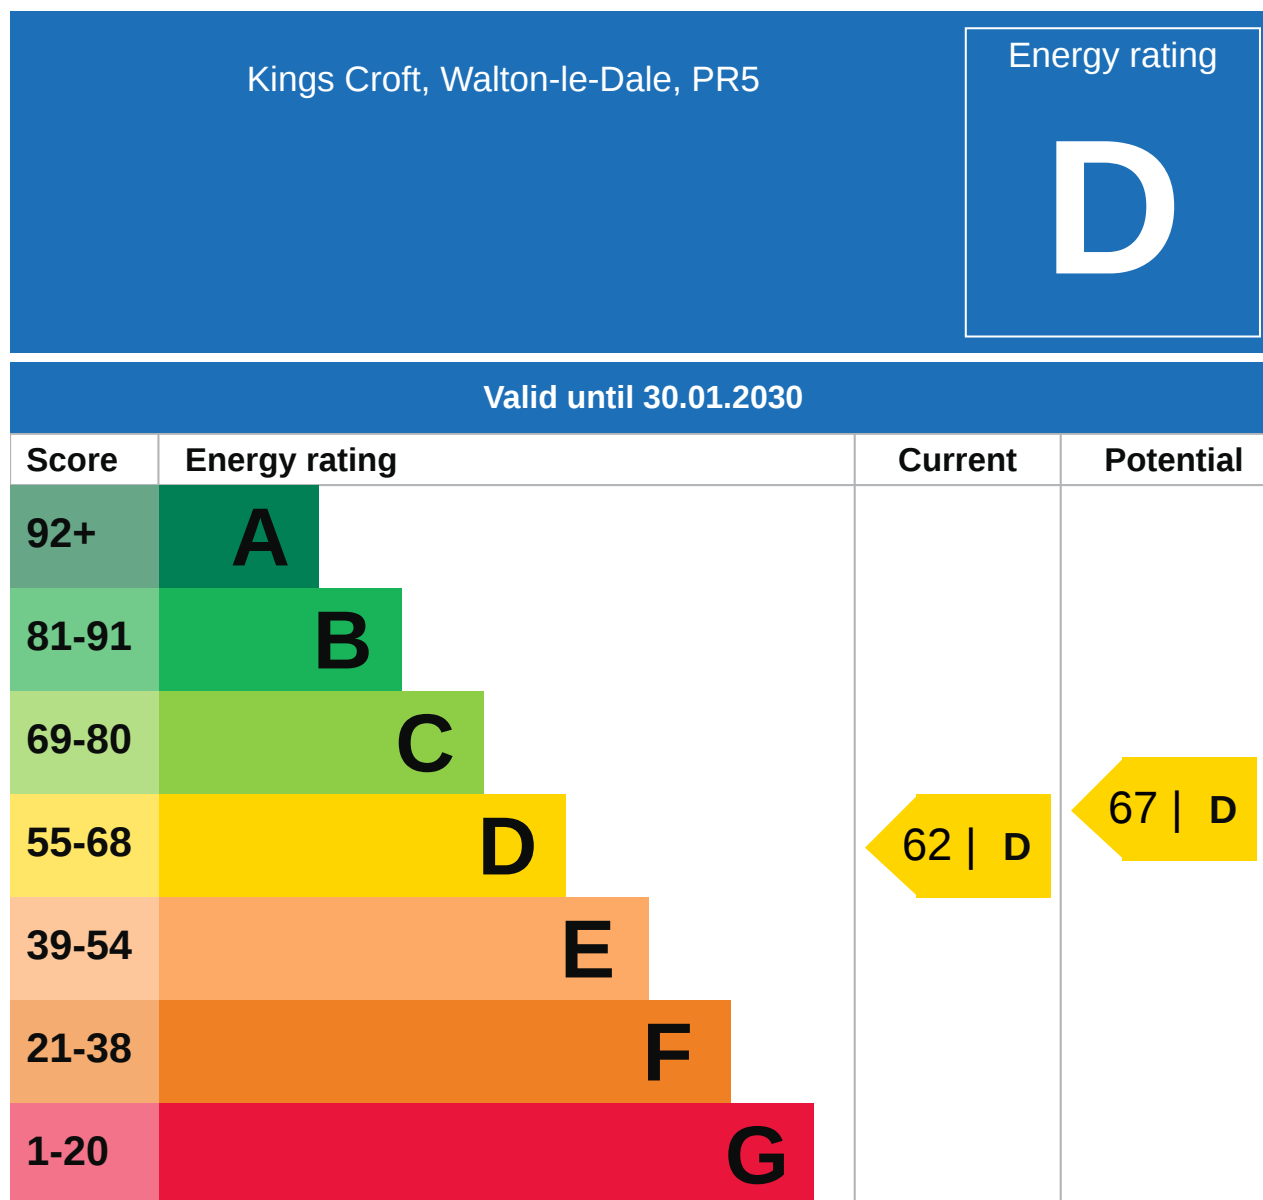 Kings Croft, Walton-le-Dale, PR5
Energy rating
D
Valid until 30.01.2030
Score Energy rating Current Potential
92+ A
81-91 B
69-80 C
67 | D
55-68 D 62 | D
39-54 E
21-38 F
1-20 G